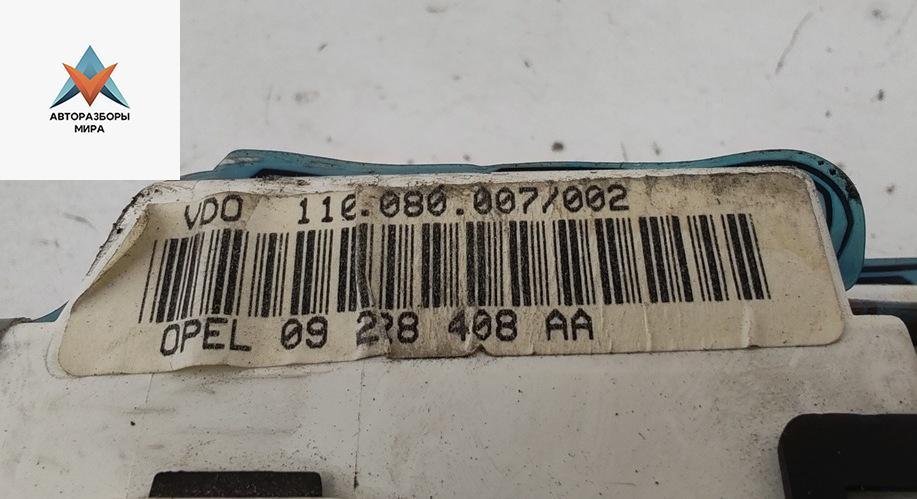 АВТОРАЗБОРЫ
МИРА
VDO 110.080.007/002
OPEL 09 228 408 AA